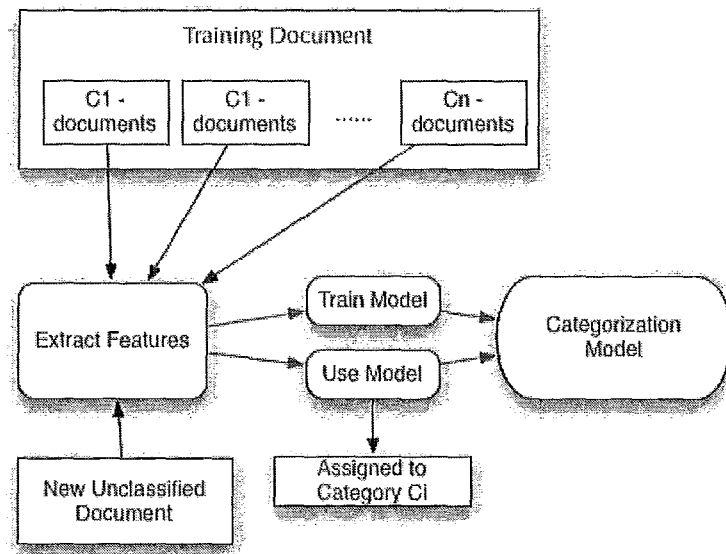 Training Document
C1 -
documents
C1 -
documents
......
Cn -
documents
Extract Features
Train Model
Use Model
Categorization
Model
New Unclassified
Document
Assigned to
Category Ci